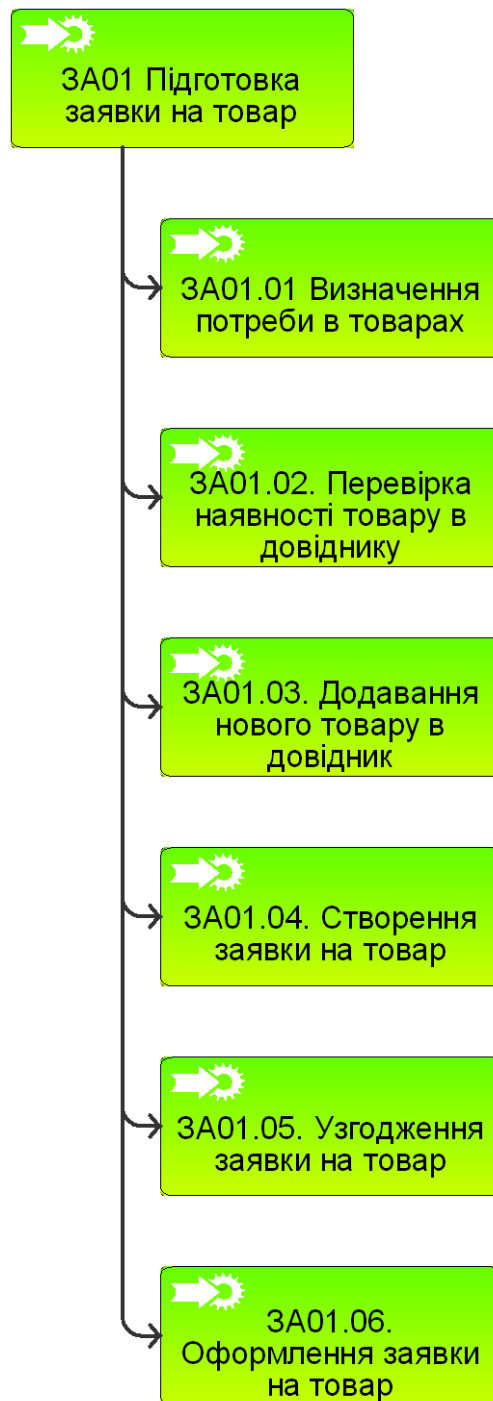 ЗА01 Підготовка
заявки на товар
ЗА01.01 Визначення
потреби в товарах
ЗА01.02. Перевірка
наявності товару в
довіднику
ЗА01.03. Додавання
нового товару в
довідник
ЗА01.04. Створення
заявки на товар
ЗА01.05. Узгодження
заявки на товар
ЗА01.06.
Оформлення заявки
на товар